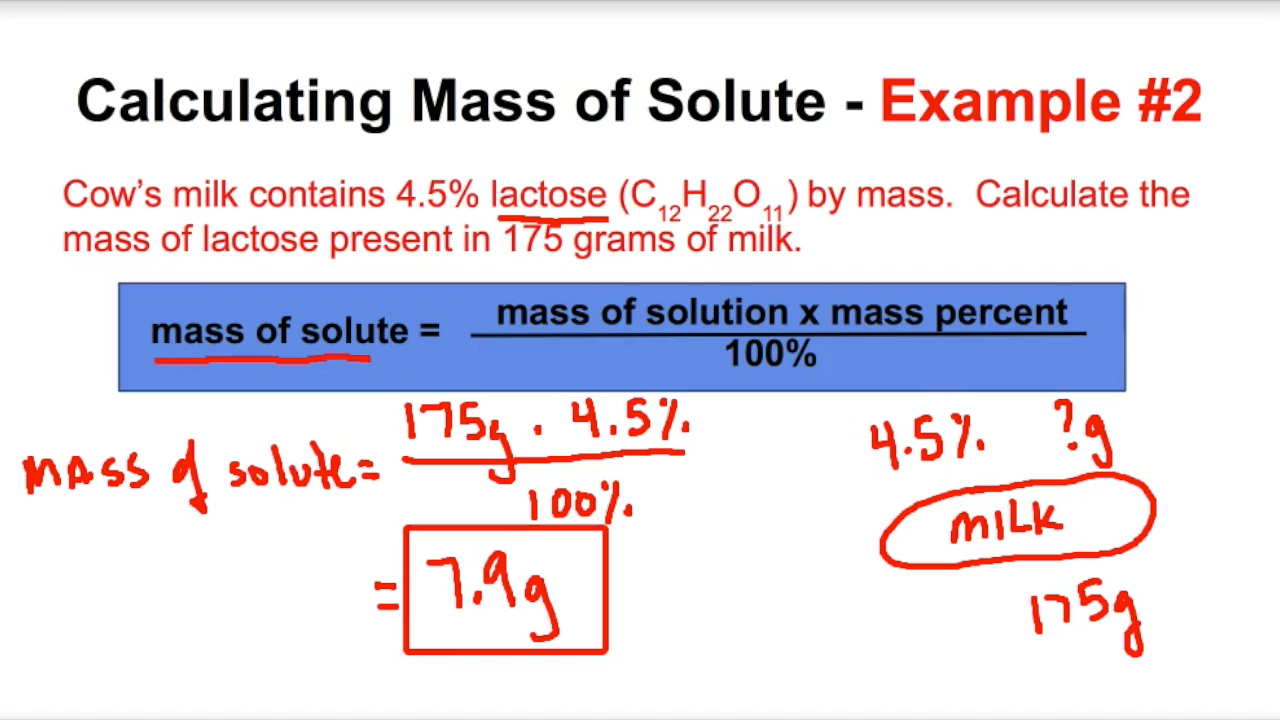 Calculating Mass of Solute - Example #2
Cow’s milk contains 4.5% lactose (C₁₂H₂₂O₁₁) by mass. Calculate the
mass of lactose present in 175 grams of milk.
mass of solute = mass of solution x mass percent
100%
MASS of solute = 175g · 4.5%
100%
= 7.9g
4.5% ?g
MILK
175g